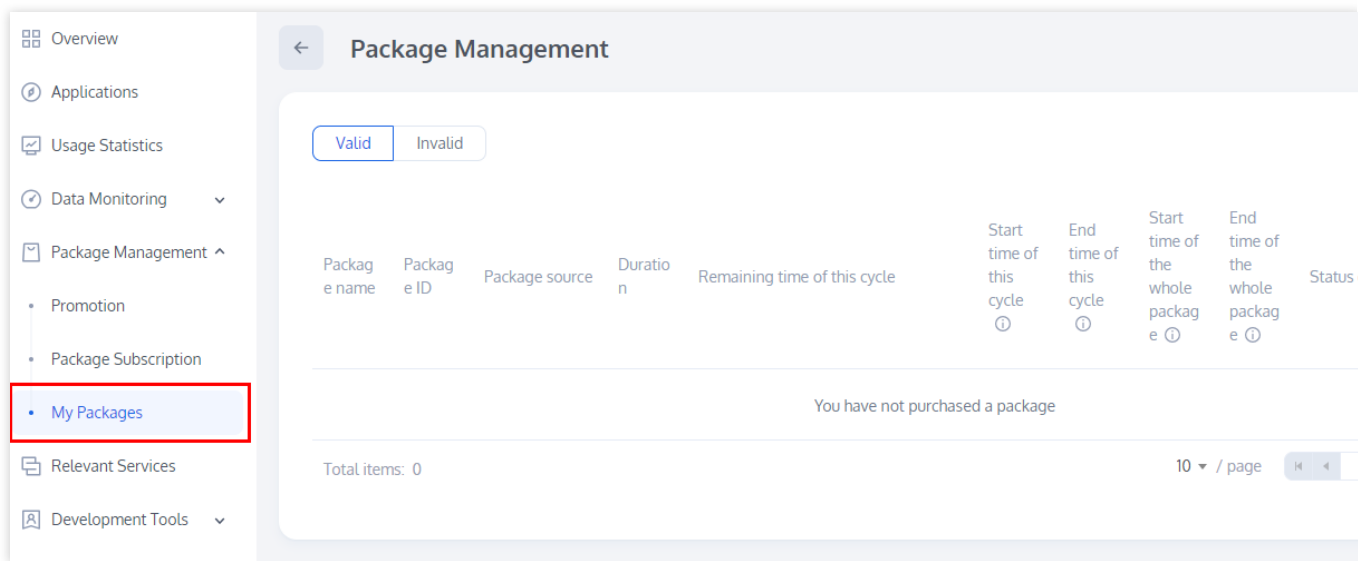 Overview
Applications
Usage Statistics
Data Monitoring
Package Management
Promotion
Package Subscription
My Packages
Relevant Services
Development Tools
Package Management
Valid
Invalid
Packag
e name
Packag
e ID
Package source
Duratio
n
Remaining time of this cycle
Start
time of
this
cycle
End
time of
this
cycle
Start
time of
the
whole
packag
e
End
time of
the
whole
packag
e
Status
You have not purchased a package
Total items: 0
10 / page